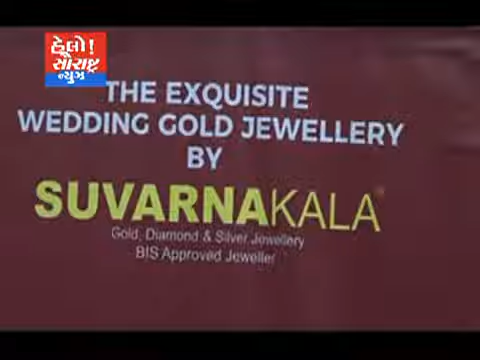 હેલો!
સૌરાષ્ટ્ર
ન્યુઝ
THE EXQUISITE
WEDDING GOLD JEWELLERY
BY
SUVARNAKALA
Gold, Diamond & Silver Jewellery
BIS Approved Jeweller